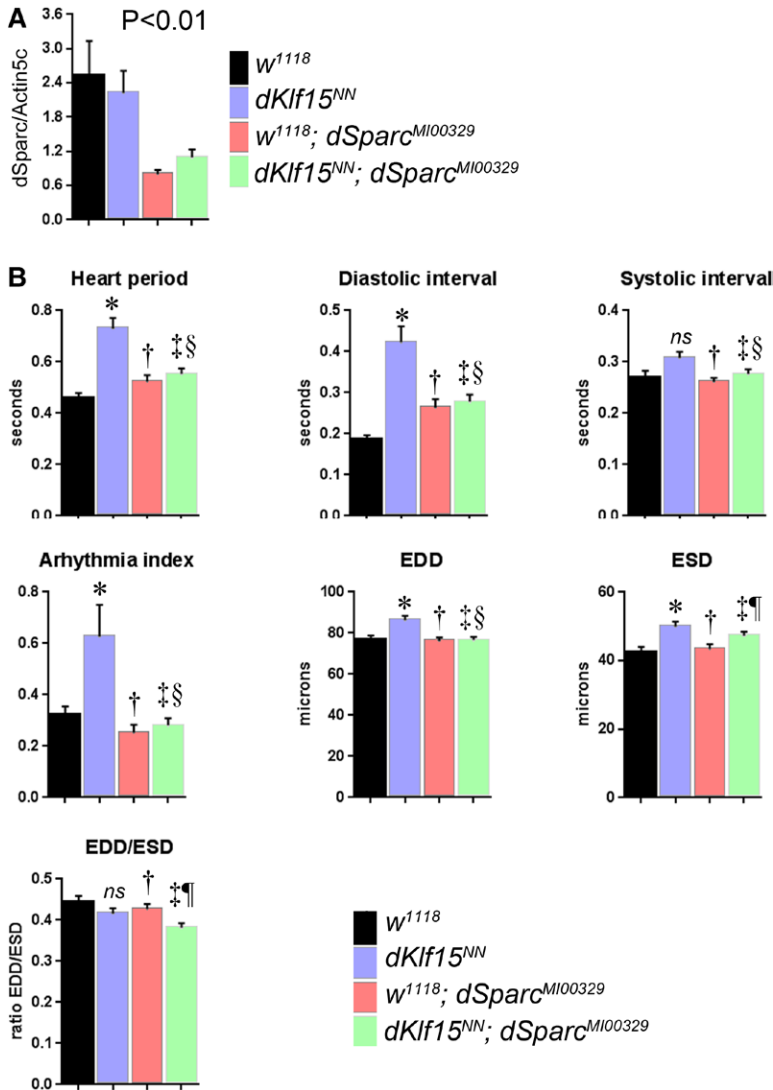 A
P<0.01
dSparc/Actin5c
3.6
3.0
2.4
1.8
1.2
0.6
0.0
w1118
dKlf15NN
w1118; dSparcMI00329
dKlf15NN; dSparcMI00329
B
Heart period
seconds
0.8
0.6
0.4
0.2
0.0
*
†
‡§
Diastolic interval
seconds
0.5
0.4
0.3
0.2
0.1
0.0
*
†
‡§
Systolic interval
seconds
0.4
0.3
0.2
0.1
0.0
ns
†
‡§
Arhythmia index
0.8
0.6
0.4
0.2
0.0
*
†
‡§
EDD
microns
100
80
60
40
20
0
*
†
‡§
ESD
microns
60
40
20
0
*
†
‡¶
EDD/ESD
ratio EDD/ESD
0.5
0.4
0.3
0.2
0.1
0.0
ns
†
‡¶
w1118
dKlf15NN
w1118; dSparcMI00329
dKlf15NN; dSparcMI00329